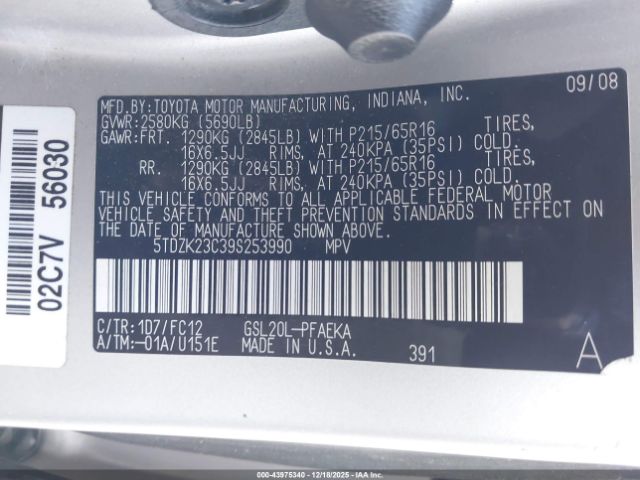 MFD.BY: TOYOTA MOTOR MANUFACTURING, INDIANA, INC. 09/08
GVWR: 2580KG (5690LB)
GAWR: FRT. 1290KG (2845LB) WITH P215/65R16 TIRES,
16X6.5JJ RIMS, AT 240KPA (35PSI) COLD.
RR. 1290KG (2845LB) WITH P215/65R16 TIRES,
16X6.5JJ RIMS, AT 240KPA (35PSI) COLD.
THIS VEHICLE CONFORMS TO ALL APPLICABLE FEDERAL MOTOR
VEHICLE SAFETY AND THEFT PREVENTION STANDARDS IN EFFECT ON
THE DATE OF MANUFACTURE SHOWN ABOVE.
5TDZK23C39S253990 MPV
C/TR: 1D7/FC12 GSL20L-PFAEKA
A/TM: -01A/U151E MADE IN U.S.A. 391 A
02C7V 56030
000-43975340 - 12/18/2025 - IAAI.COM